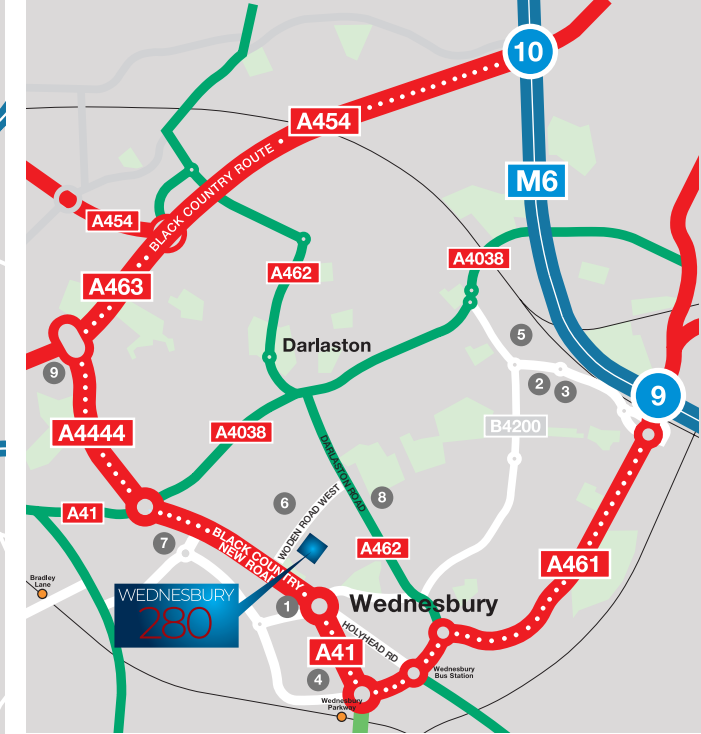 10
A454
BLACK COUNTRY ROUTE
M6
A454
A4038
A462
A463
5
Darlaston
9
2
3
9
B4200
A4444
A4038
DARLASTON ROAD
WODEN ROAD WEST
6
8
A41
7
BLACK COUNTRY
NEW ROAD
A462
A461
Bradley
Lane
WEDNESBURY
280
1
Wednesbury
HOLYHEAD RD
A41
4
Wednesbury
Bus Station
Wednesbury
Parkway